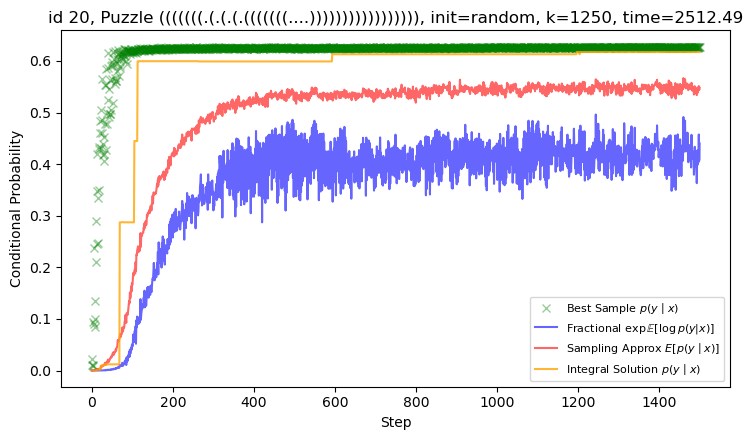 id 20, Puzzle (((((((.(.(.(.(((((((....))))))))))))))))), init=random, k=1250, time=2512.49
Conditional Probability
0.6
0.5
0.4
0.3
0.2
0.1
0.0
Best Sample p(y | x)
Fractional exp𝔼[log p(y|x)]
Sampling Approx E[p(y | x)]
Integral Solution p(y | x)
0 200 400 600 800 1000 1200 1400
Step